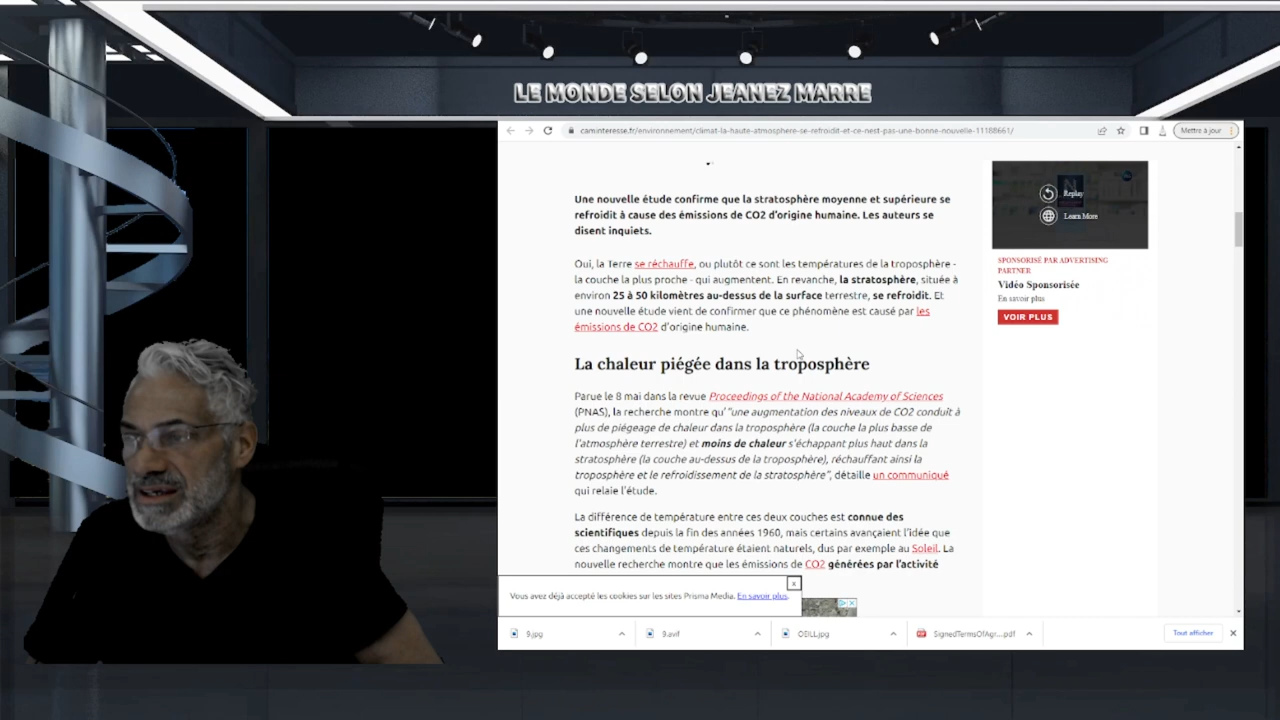 LE MONDE SELON JEANEZ MARRE
caminteresse.fr/environnement/climat-la-haute-atmosphere-se-refroidit-et-ce-nest-pas-une-bonne-nouvelle-11188661/
Mettre à jour
Une nouvelle étude confirme que la stratosphère moyenne et supérieure se
refroidit à cause des émissions de CO2 d'origine humaine. Les auteurs se
disent inquiets.
Oui, la Terre se réchauffe, ou plutôt ce sont les températures de la troposphère -
la couche la plus proche - qui augmentent. En revanche, la stratosphère, située à
environ 25 à 50 kilomètres au-dessus de la surface terrestre, se refroidit. Et
une nouvelle étude vient de confirmer que ce phénomène est causé par les
émissions de CO2 d'origine humaine.
La chaleur piégée dans la troposphère
Parue le 8 mai dans la revue Proceedings of the National Academy of Sciences
(PNAS), la recherche montre qu'"une augmentation des niveaux de CO2 conduit à
plus de piégeage de chaleur dans la troposphère (la couche la plus basse de
l'atmosphère terrestre) et moins de chaleur s'échappant plus haut dans la
stratosphère (la couche au-dessus de la troposphère), réchauffant ainsi la
troposphère et le refroidissement de la stratosphère", détaille un communiqué
qui relaie l'étude.
La différence de température entre ces deux couches est connue des
scientifiques depuis la fin des années 1960, mais certains avançaient l'idée que
ces changements de température étaient naturels, dus par exemple au Soleil. La
nouvelle recherche montre que les émissions de CO2 générées par l'activité
Replay
Learn More
SPONSORISÉ PAR ADVERTISING
PARTNER
Vidéo Sponsorisée
En savoir plus
VOIR PLUS
x
Vous avez déjà accepté les cookies sur les sites Prisma Media. En savoir plus.
9.jpg
9.avif
OEILL.jpg
SignedTermsOfAgr....pdf
Tout afficher